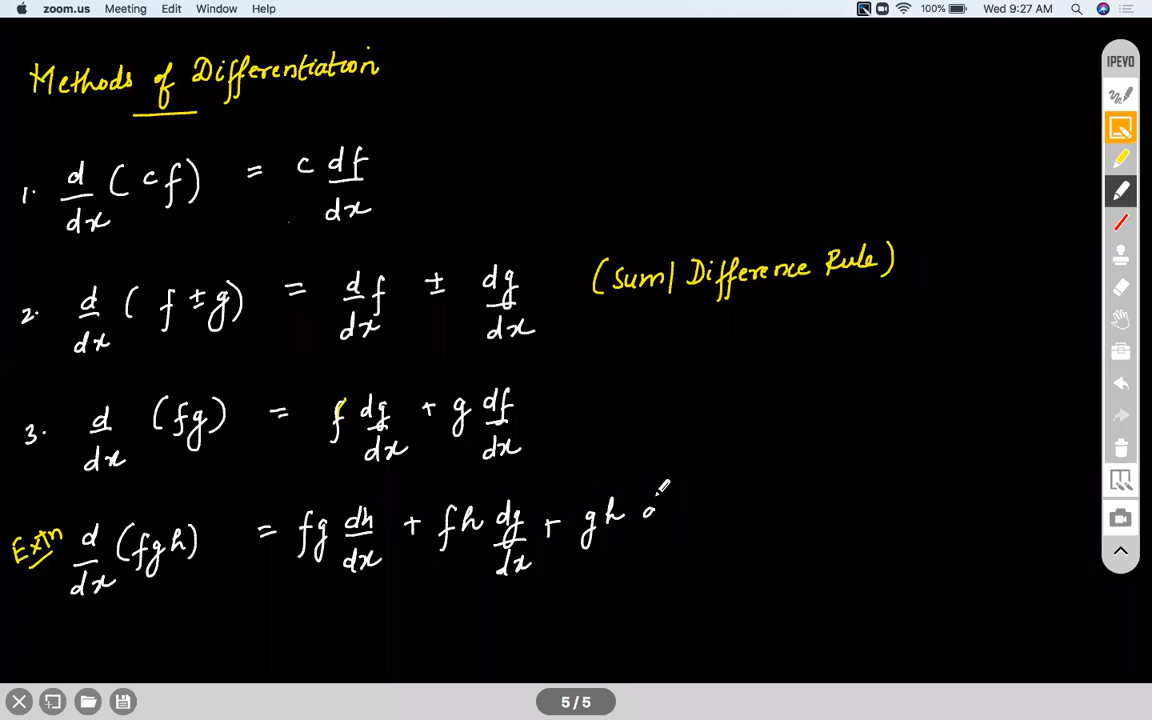 zoom.us Meeting Edit Window Help 100% Wed 9:27 AM
IPEVO
Methods of Differentiation
1. d/dx (cf) = c df/dx
2. d/dx (f ± g) = d/dx f ± dg/dx (Sum/Difference Rule)
3. d/dx (fg) = f dg/dx + g df/dx
Extn d/dx (fgh) = fg dh/dx + fh dg/dx + gh
5/5